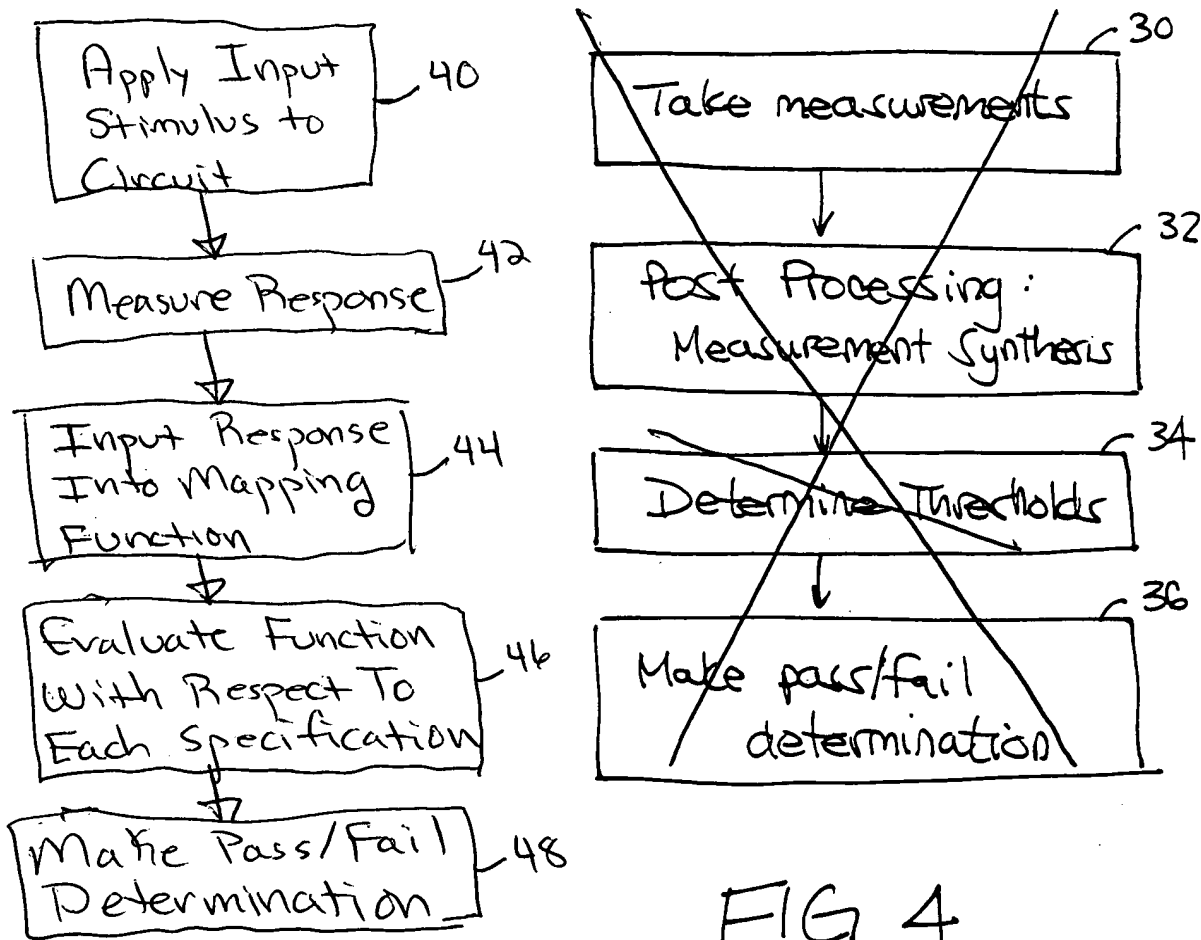 Apply Input
Stimulus to
Circuit
40
Measure Response
42
Input Response
Into Mapping
Function
44
Evaluate Function
With Respect To
Each Specification
46
Make Pass/Fail
Determination
48
30
Take measurements
32
Post Processing:
Measurement Synthesis
34
Determine Thresholds
36
Make pass/fail
determination
FIG 4